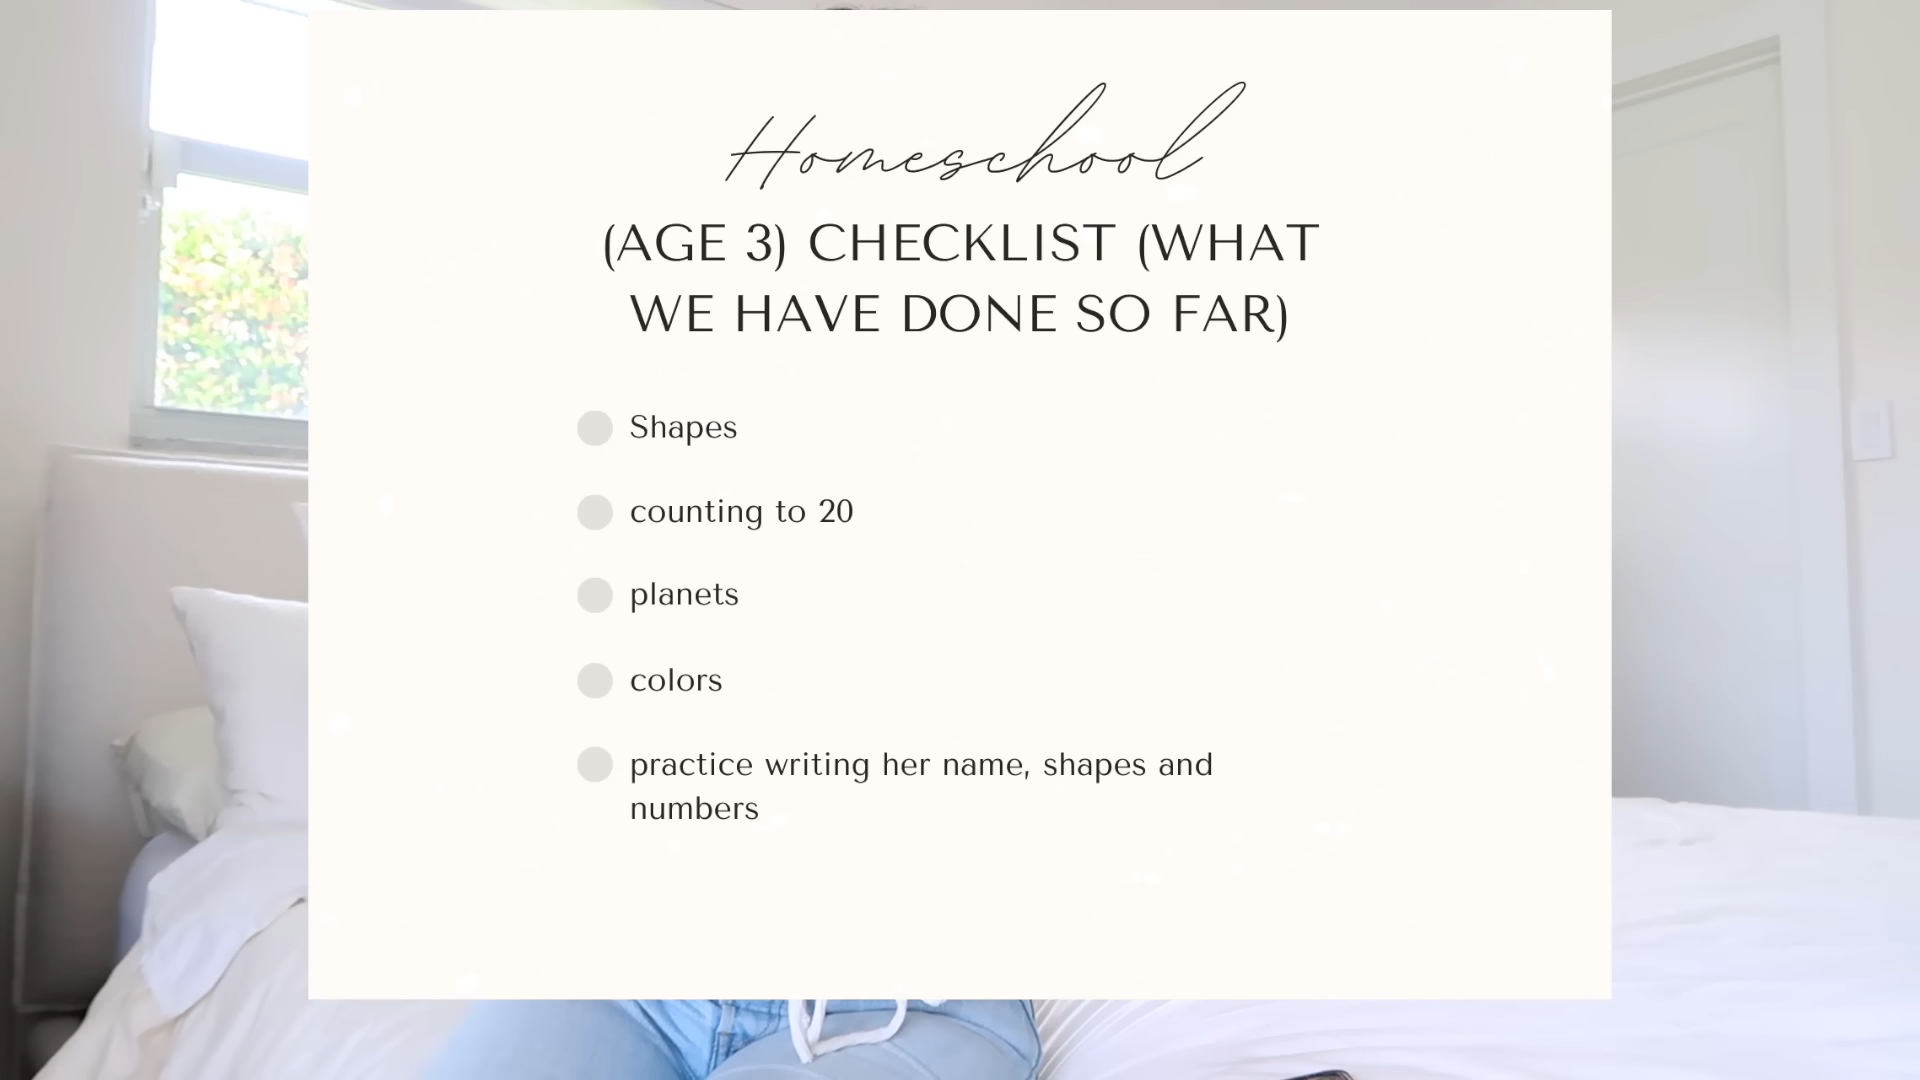 Homeschool
(AGE 3) CHECKLIST (WHAT
WE HAVE DONE SO FAR)
Shapes
counting to 20
planets
colors
practice writing her name, shapes and
numbers